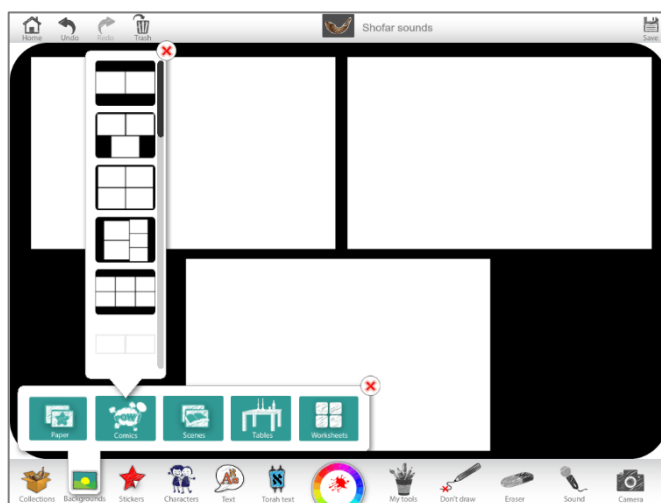 Home Undo Redo Trash Shofar sounds Save
POW
Paper Comics Scenes Tables Worksheets
Collections Backgrounds Stickers Characters Text Torah text My tools Don't draw Eraser Sound Camera